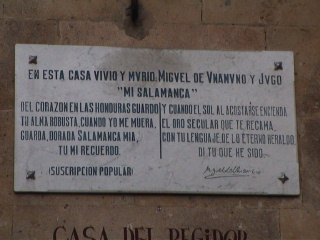 EN ESTA CASA VIVIO Y MVRIO MIGVEL DE VNAMVNO Y JVGO
"MI SALAMANCA"
DEL CORAZON EN LAS HONDURAS GUARDO
TU ALMA ROBUSTA, CUANDO YO ME MUERA,
GUARDA, DORADA SALAMANCA MIA,
TU MI RECUERDO.
Y CUANDO EL SOL AL ACOSTARSE ENCIENDA
EL ORO SECULAR QUE TE RECAMA,
CON TU LENGUAJE, DE LO ETERNO HERALDO,
DI TU QUE HE SIDO
(SUSCRIPCION POPULAR)
Miguel de Unamuno
CASA DEL REGIDOR